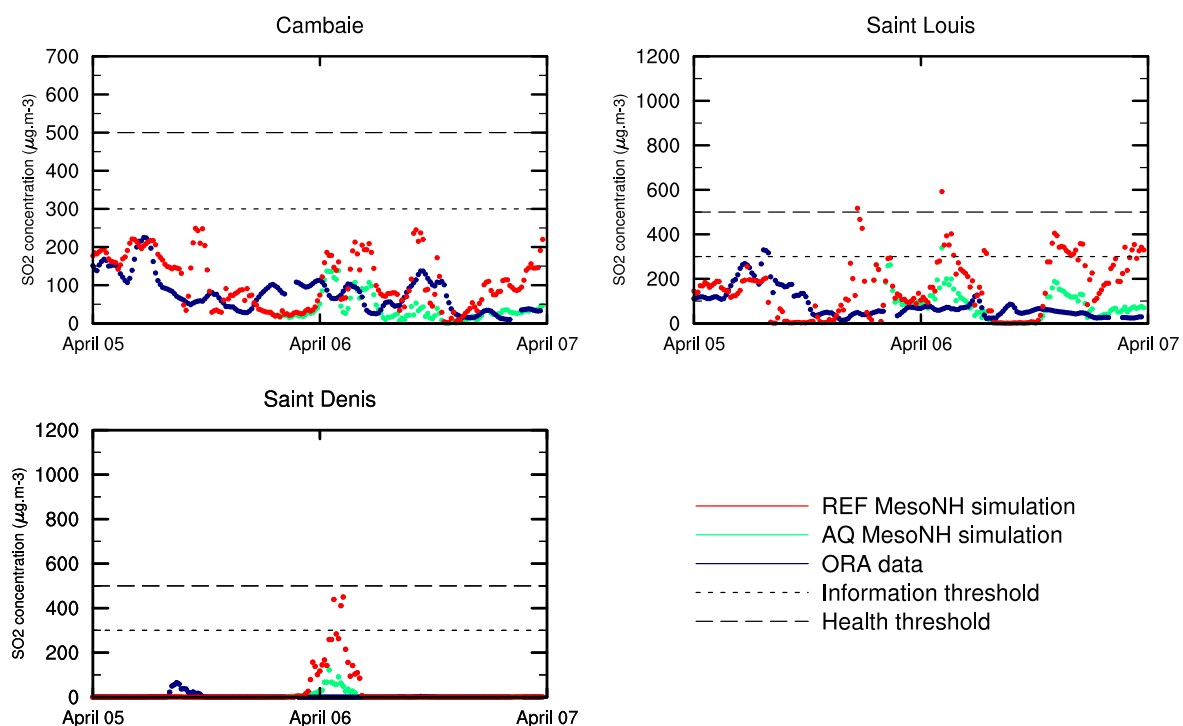 Cambaie
SO2 concentration (µg.m-3)
700
600
500
400
300
200
100
0
April 05
April 06
April 07
Saint Louis
SO2 concentration (µg.m-3)
1200
1000
800
600
400
200
0
April 05
April 06
April 07
Saint Denis
SO2 concentration (µg.m-3)
1200
1000
800
600
400
200
0
April 05
April 06
April 07
REF MesoNH simulation
AQ MesoNH simulation
ORA data
Information threshold
Health threshold